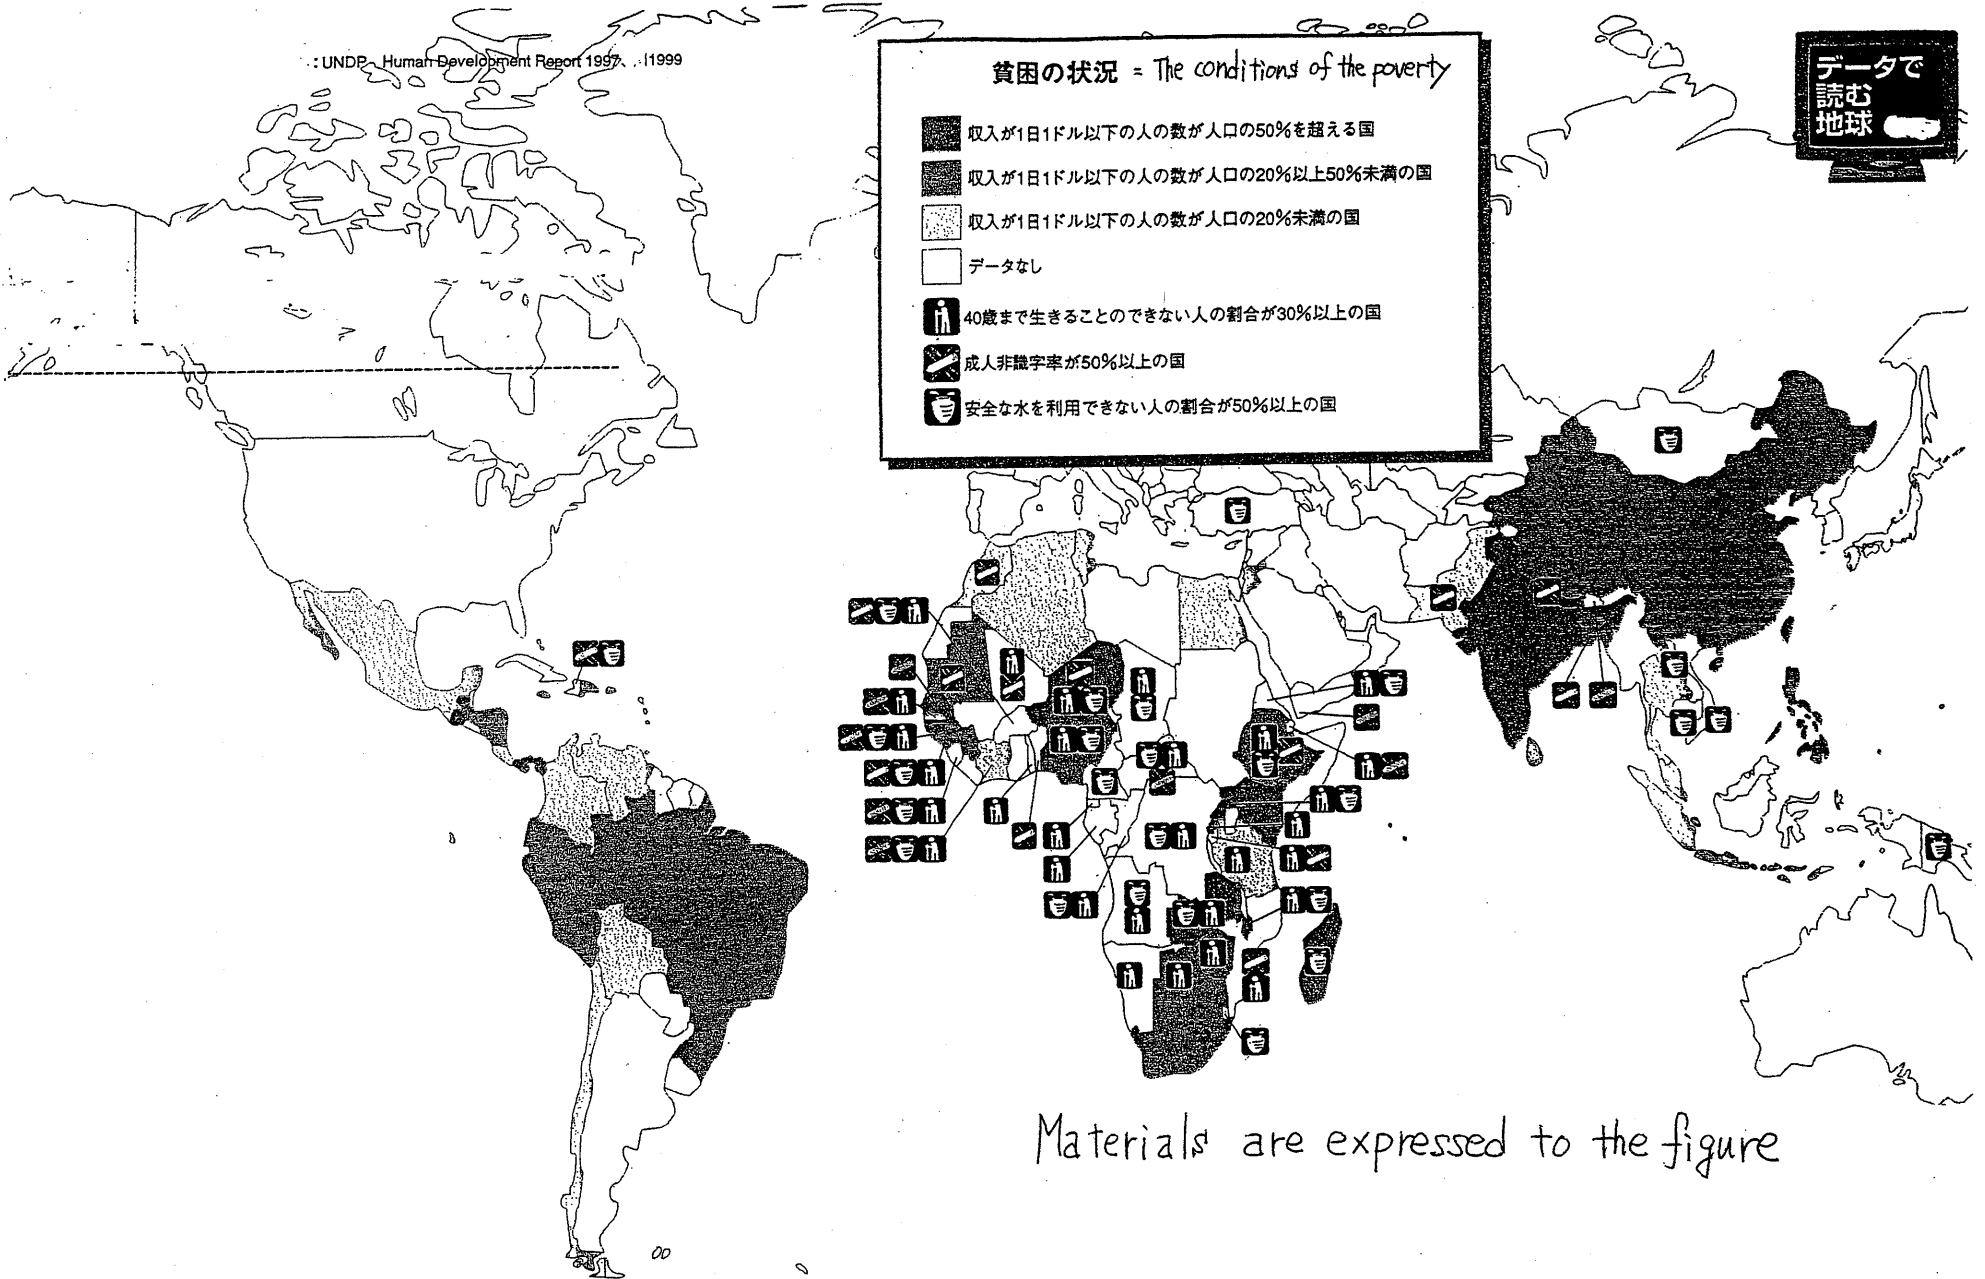 : UNDP、Human Development Report 1997、. .1999
貧困の状況 = The conditions of the poverty
収入が1日1ドル以下の人の数が人口の50%を超える国
収入が1日1ドル以下の人の数が人口の20%以上50%未満の国
収入が1日1ドル以下の人の数が人口の20%未満の国
データなし
40歳まで生きることのできない人の割合が30%以上の国
成人非識字率が50%以上の国
安全な水を利用できない人の割合が50%以上の国
データで
読む
地球
Materials are expressed to the figure